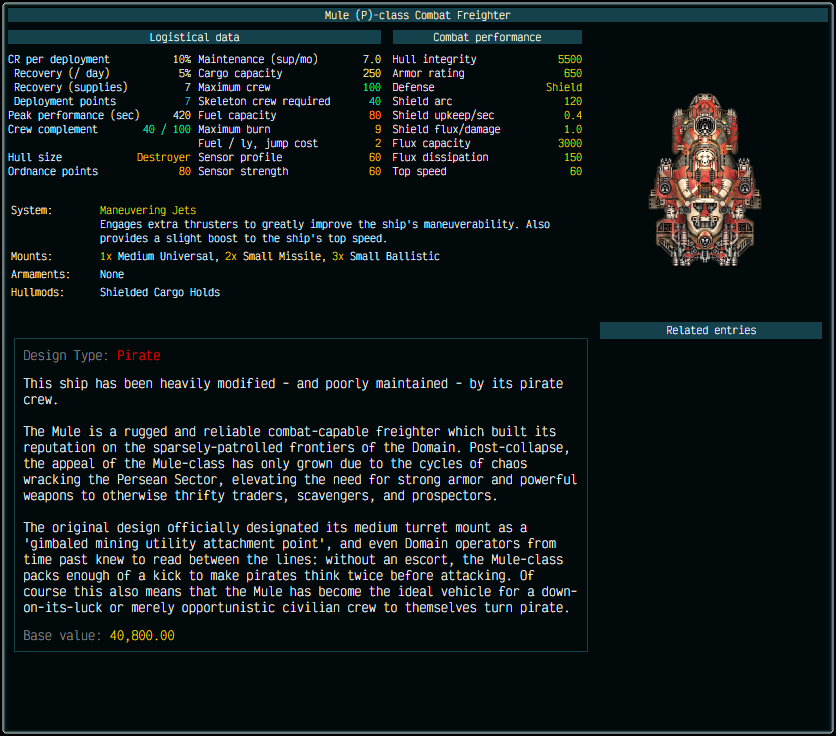 Mule (P)-class Combat Freighter
Logistical data
CR per deployment 10% Maintenance (sup/mo) 7.0
Recovery (/ day) 5% Cargo capacity 250
Recovery (supplies) 7 Maximum crew 100
Deployment points 7 Skeleton crew required 40
Peak performance (sec) 420 Fuel capacity 80
Crew complement 40 / 100 Maximum burn 9
Fuel / ly, jump cost 2
Hull size Destroyer Sensor profile 60
Ordnance points 80 Sensor strength 60
Combat performance
Hull integrity 5500
Armor rating 650
Defense Shield
Shield arc 120
Shield upkeep/sec 0.4
Shield flux/damage 1.0
Flux capacity 3000
Flux dissipation 150
Top speed 60
System: Maneuvering Jets
Engages extra thrusters to greatly improve the ship's maneuverability. Also
provides a slight boost to the ship's top speed.
Mounts: 1x Medium Universal, 2x Small Missile, 3x Small Ballistic
Armaments: None
Hullmods: Shielded Cargo Holds
Related entries
Design Type: Pirate
This ship has been heavily modified - and poorly maintained - by its pirate
crew.
The Mule is a rugged and reliable combat-capable freighter which built its
reputation on the sparsely-patrolled frontiers of the Domain. Post-collapse,
the appeal of the Mule-class has only grown due to the cycles of chaos
wracking the Persean Sector, elevating the need for strong armor and powerful
weapons to otherwise thrifty traders, scavengers, and prospectors.
The original design officially designated its medium turret mount as a
'gimbaled mining utility attachment point', and even Domain operators from
time past knew to read between the lines: without an escort, the Mule-class
packs enough of a kick to make pirates think twice before attacking. Of
course this also means that the Mule has become the ideal vehicle for a down-
on-its-luck or merely opportunistic civilian crew to themselves turn pirate.
Base value: 40,800.00